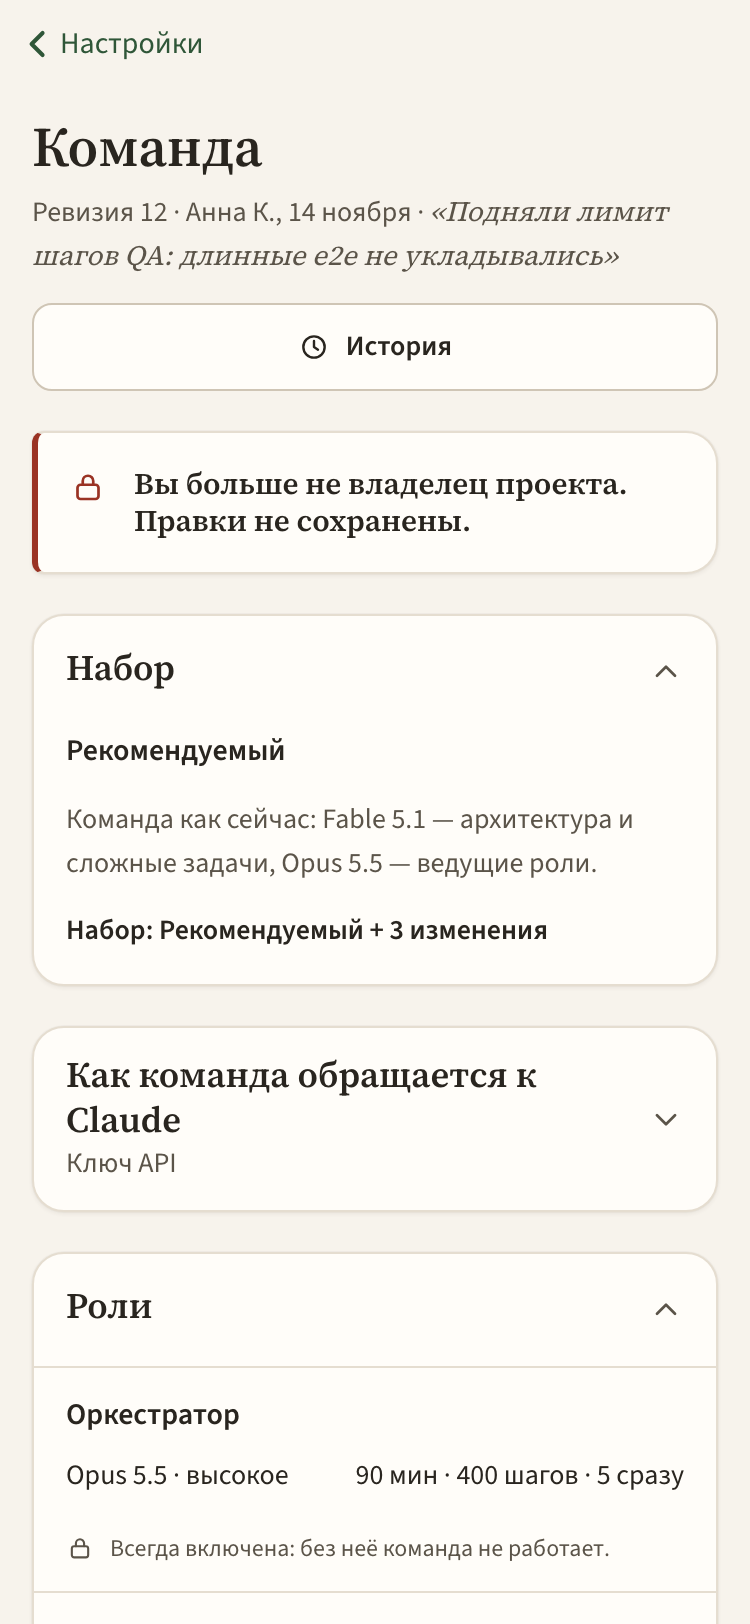 Настройки
Команда
Ревизия 12 · Анна К., 14 ноября · «Подняли лимит
шагов QA: длинные e2e не укладывались»
История
Вы больше не владелец проекта.
Правки не сохранены.
Набор
Рекомендуемый
Команда как сейчас: Fable 5.1 — архитектура и
сложные задачи, Opus 5.5 — ведущие роли.
Набор: Рекомендуемый + 3 изменения
Как команда обращается к
Claude
Ключ API
Роли
Оркестратор
Opus 5.5 · высокое 90 мин · 400 шагов · 5 сразу
Всегда включена: без неё команда не работает.